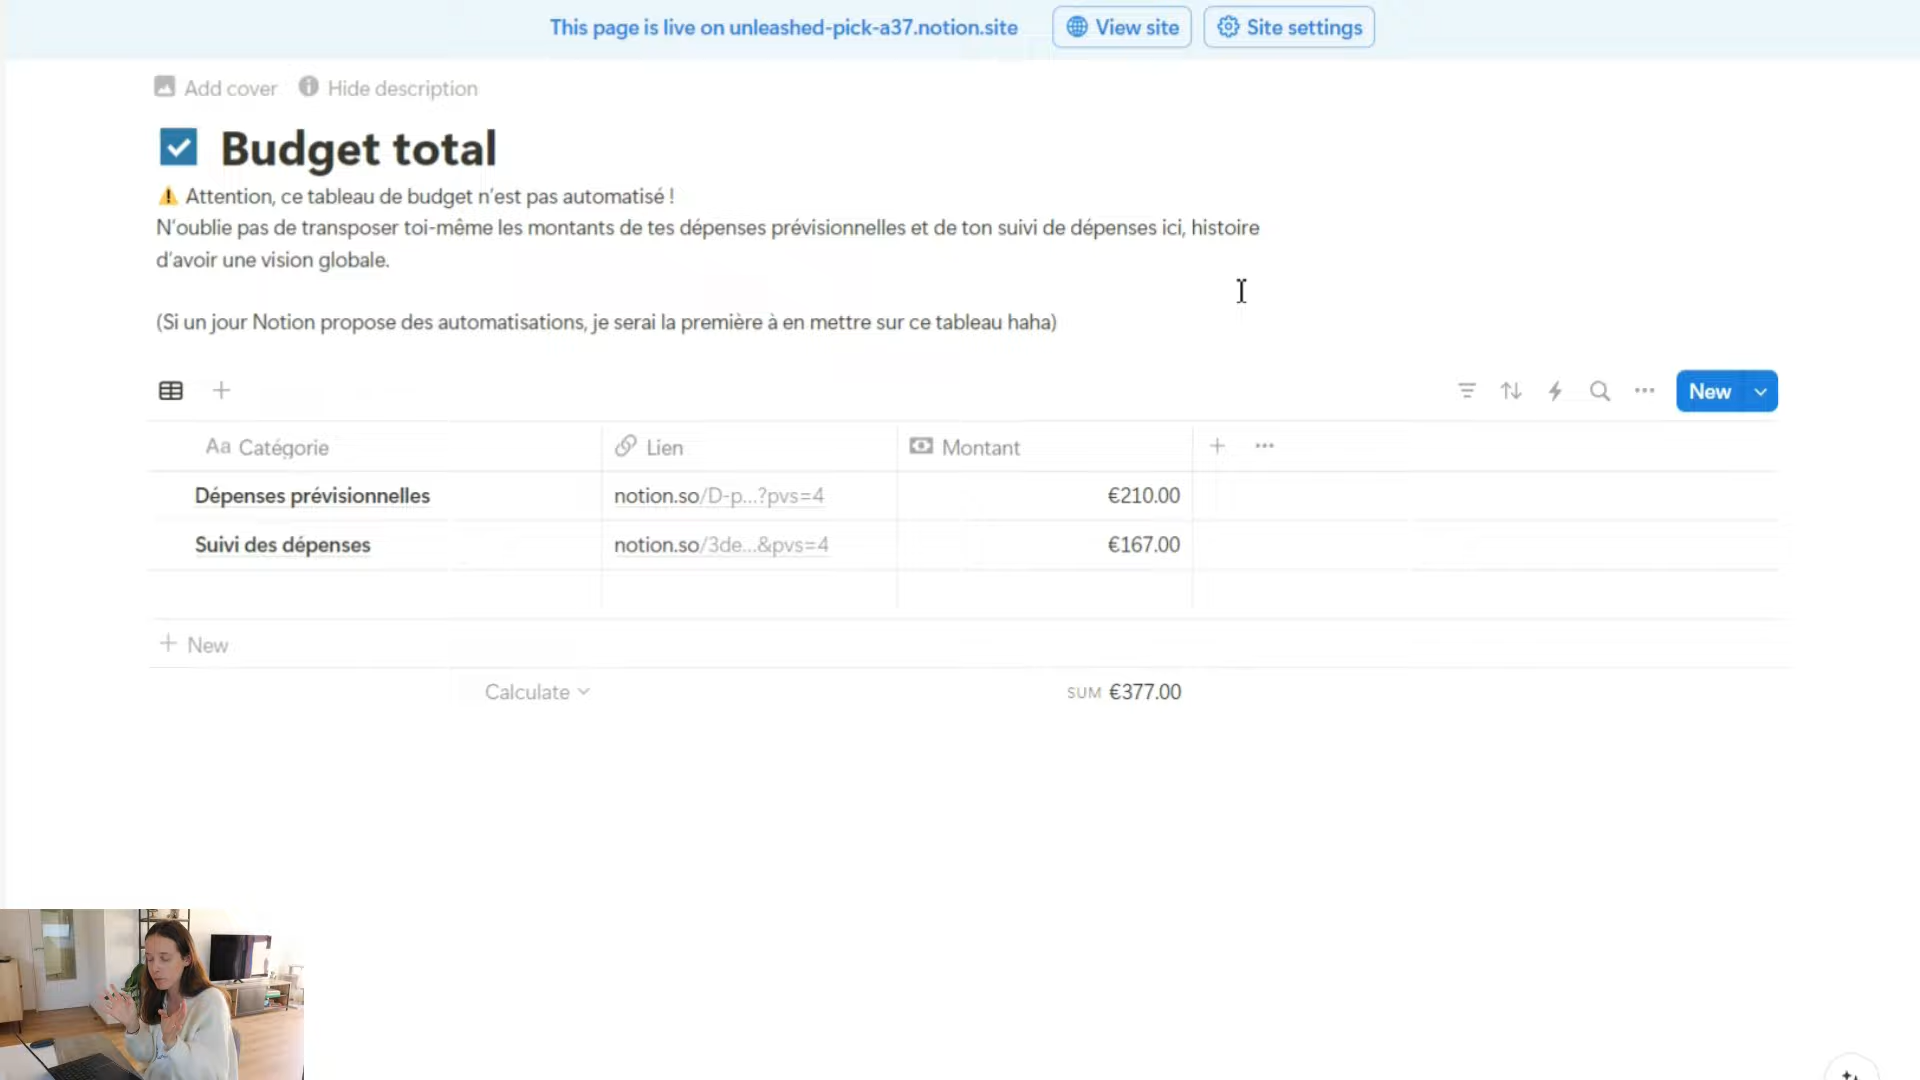 This page is live on unleashed-pick-a37.notion.site View site Site settings
Add cover Hide description
Budget total
⚠️ Attention, ce tableau de budget n'est pas automatisé !
N'oublie pas de transposer toi-même les montants de tes dépenses prévisionnelles et de ton suivi de dépenses ici, histoire
d'avoir une vision globale.
(Si un jour Notion propose des automatisations, je serai la première à en mettre sur ce tableau haha)
New
Aa Catégorie Lien Montant
Dépenses prévisionnelles notion.so/D-p...?pvs=4 €210.00
Suivi des dépenses notion.so/3de...&pvs=4 €167.00
+ New
Calculate SUM €377.00